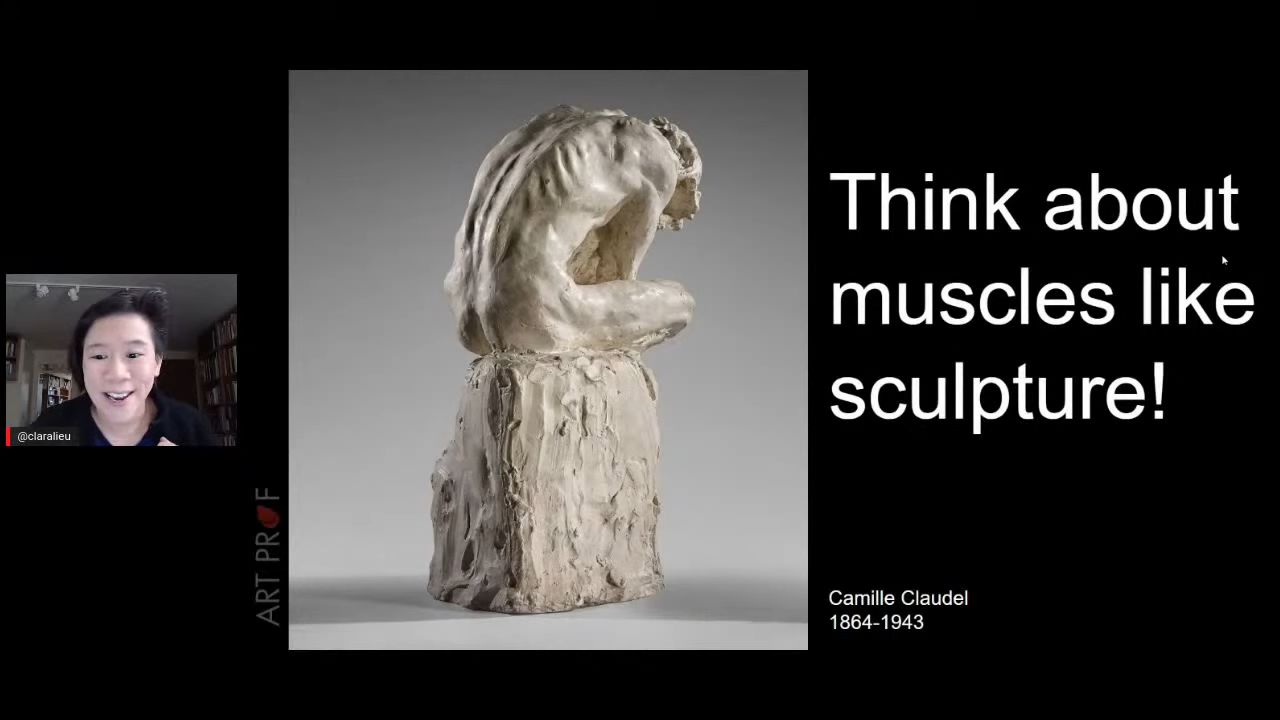 Think about
muscles like
sculpture!
@claralieu
ART PROF
Camille Claudel
1864-1943